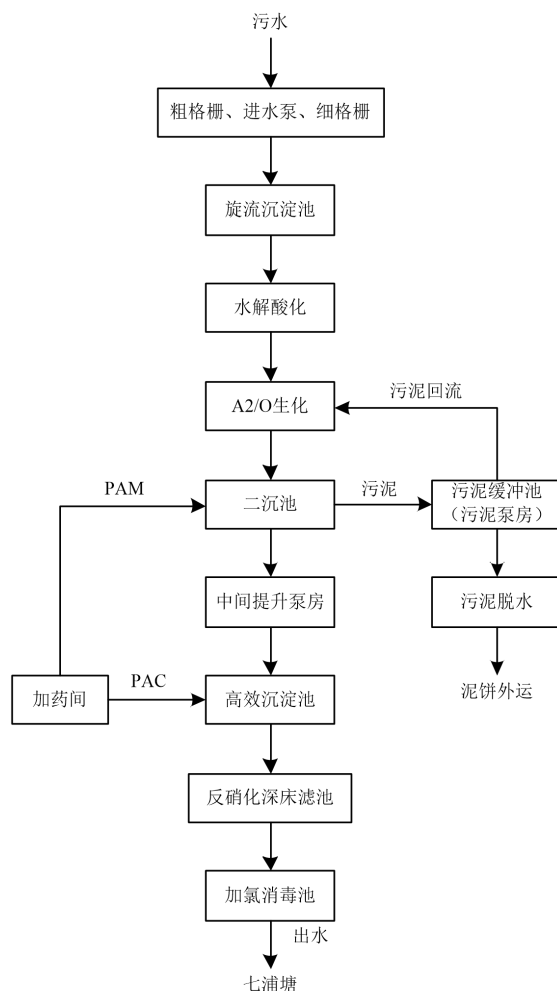 污水
粗格栅、进水泵、细格栅
旋流沉淀池
水解酸化
A2/O生化
污泥回流
PAM
二沉池
污泥
污泥缓冲池
（污泥泵房）
中间提升泵房
污泥脱水
加药间
PAC
高效沉淀池
泥饼外运
反硝化深床滤池
加氯消毒池
出水
七浦塘